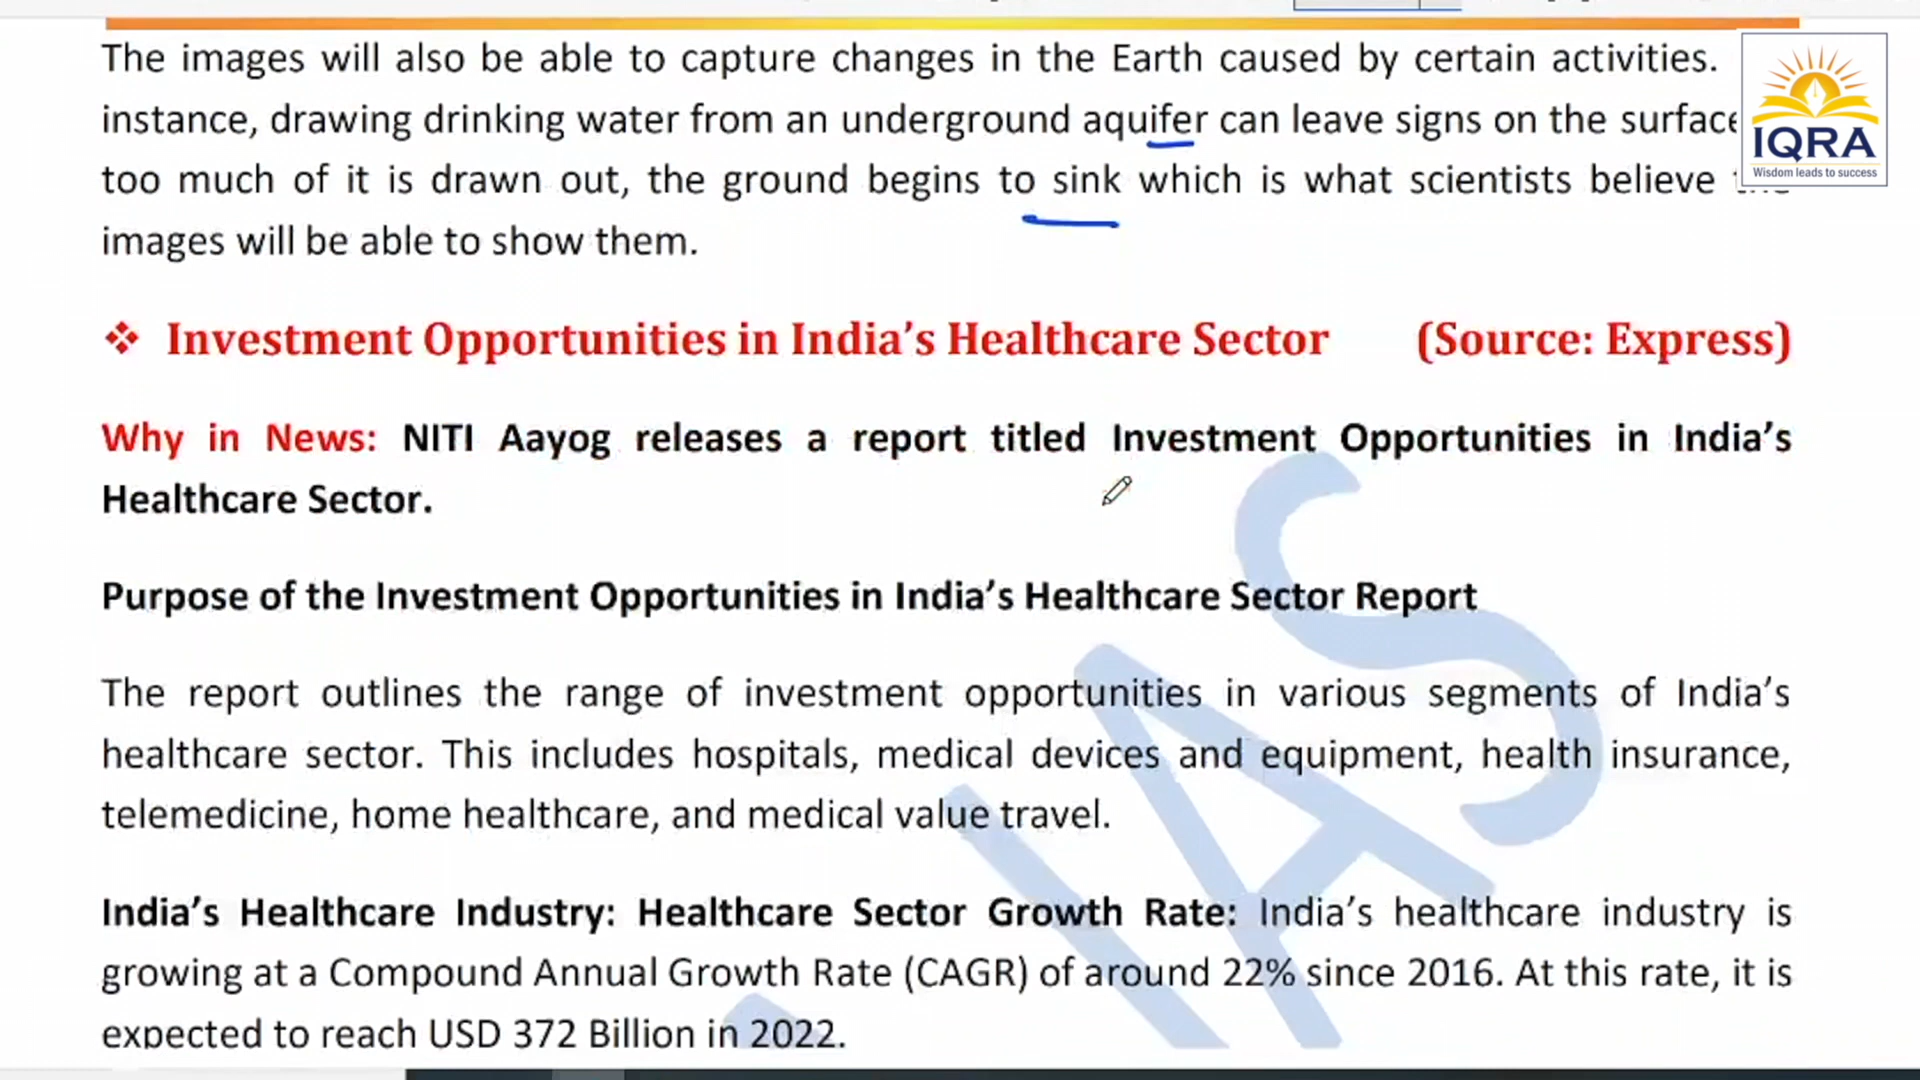 The images will also be able to capture changes in the Earth caused by certain activities.
instance, drawing drinking water from an underground aquifer can leave signs on the surface
too much of it is drawn out, the ground begins to sink which is what scientists believe
images will be able to show them.
IQRA
Wisdom leads to success
❖ Investment Opportunities in India’s Healthcare Sector (Source: Express)
Why in News: NITI Aayog releases a report titled Investment Opportunities in India’s
Healthcare Sector.
Purpose of the Investment Opportunities in India’s Healthcare Sector Report
The report outlines the range of investment opportunities in various segments of India’s
healthcare sector. This includes hospitals, medical devices and equipment, health insurance,
telemedicine, home healthcare, and medical value travel.
India’s Healthcare Industry: Healthcare Sector Growth Rate: India’s healthcare industry is
growing at a Compound Annual Growth Rate (CAGR) of around 22% since 2016. At this rate, it is
expected to reach USD 372 Billion in 2022.
IAS